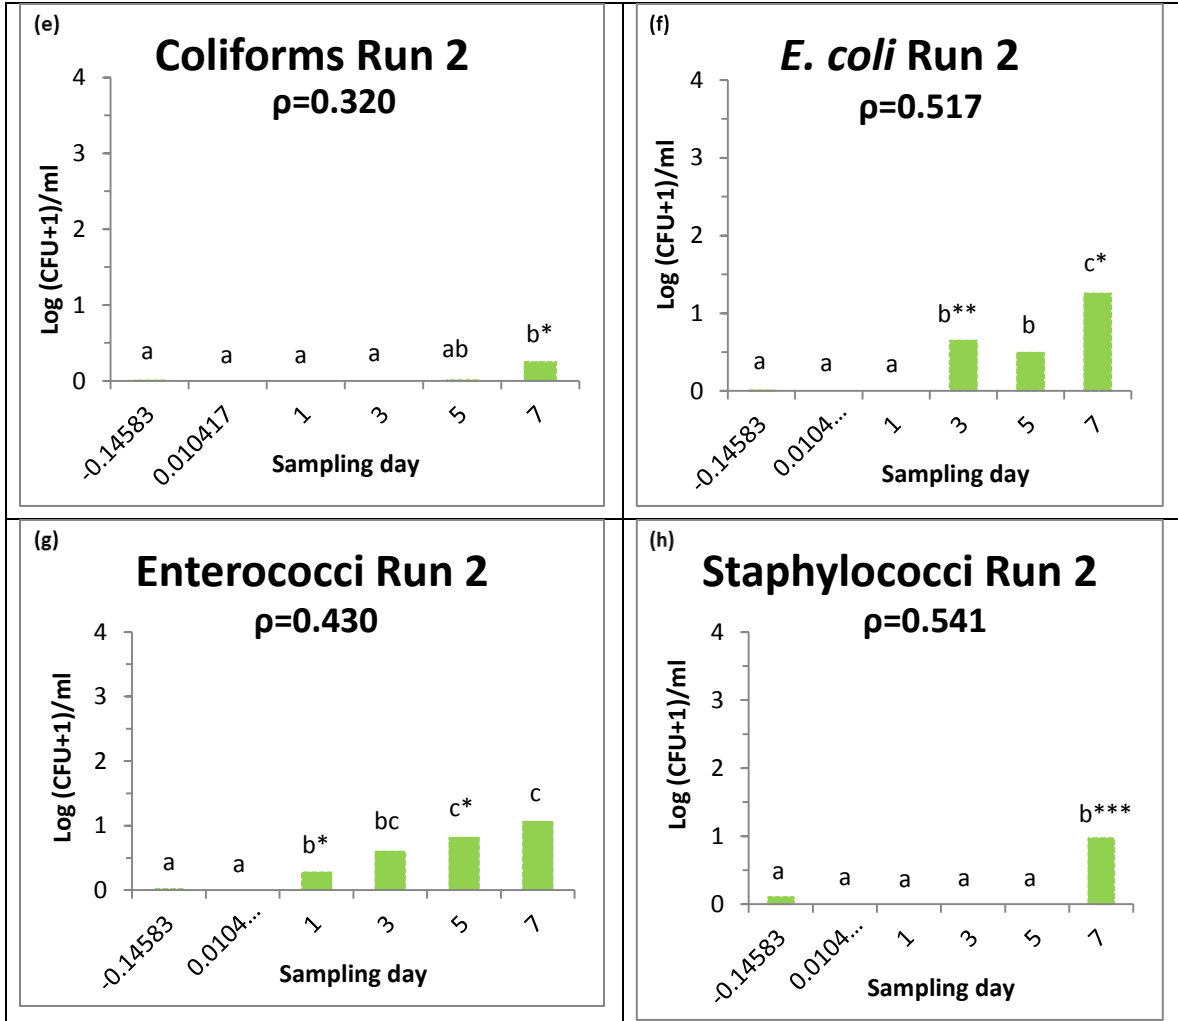 (e)
Coliforms Run 2
ρ=0.320
Log (CFU+1)/ml
4
3
2
1
0
a a a a ab b*
-0.14583 0.010417 1 3 5 7
Sampling day
(f)
E. coli Run 2
ρ=0.517
Log (CFU+1)/ml
4
3
2
1
0
a a a b** b c*
-0.14583 0.0104... 1 3 5 7
Sampling day
(g)
Enterococci Run 2
ρ=0.430
Log (CFU+1)/ml
4
3
2
1
0
a a b* bc c* c
-0.14583 0.0104... 1 3 5 7
Sampling day
(h)
Staphylococci Run 2
ρ=0.541
Log (CFU+1)/ml
4
3
2
1
0
a a a a a b***
-0.14583 0.0104... 1 3 5 7
Sampling day